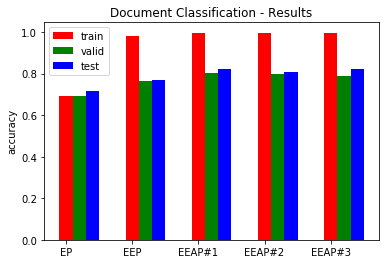 Document Classification - Results
train
valid
test
accuracy
1.0
0.8
0.6
0.4
0.2
0.0
EP EEP EEAP#1 EEAP#2 EEAP#3